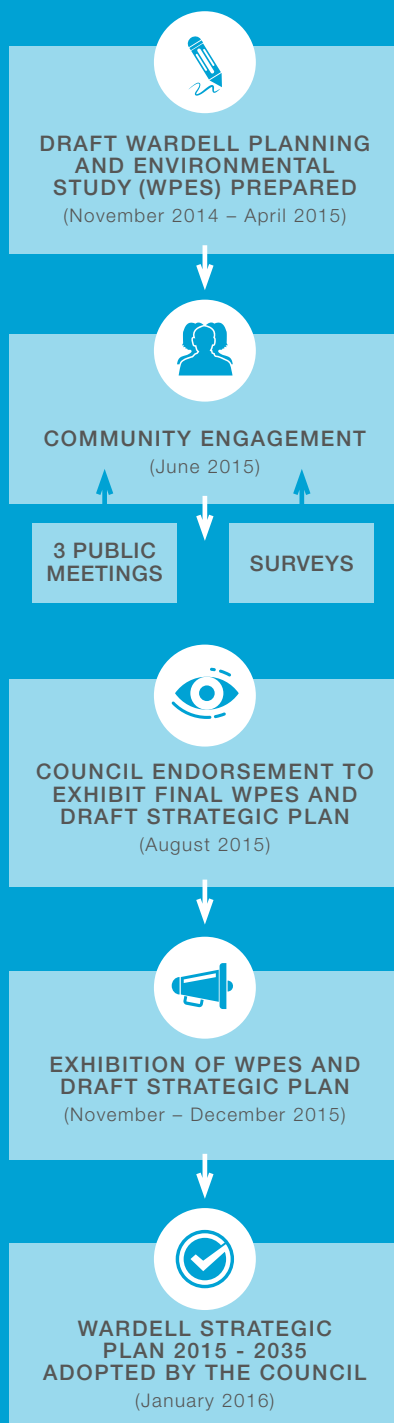 DRAFT WARDELL PLANNING
AND ENVIRONMENTAL
STUDY (WPES) PREPARED
(November 2014 – April 2015)
COMMUNITY ENGAGEMENT
(June 2015)
3 PUBLIC
MEETINGS
SURVEYS
COUNCIL ENDORSEMENT TO
EXHIBIT FINAL WPES AND
DRAFT STRATEGIC PLAN
(August 2015)
EXHIBITION OF WPES AND
DRAFT STRATEGIC PLAN
(November – December 2015)
WARDELL STRATEGIC
PLAN 2015 - 2035
ADOPTED BY THE COUNCIL
(January 2016)